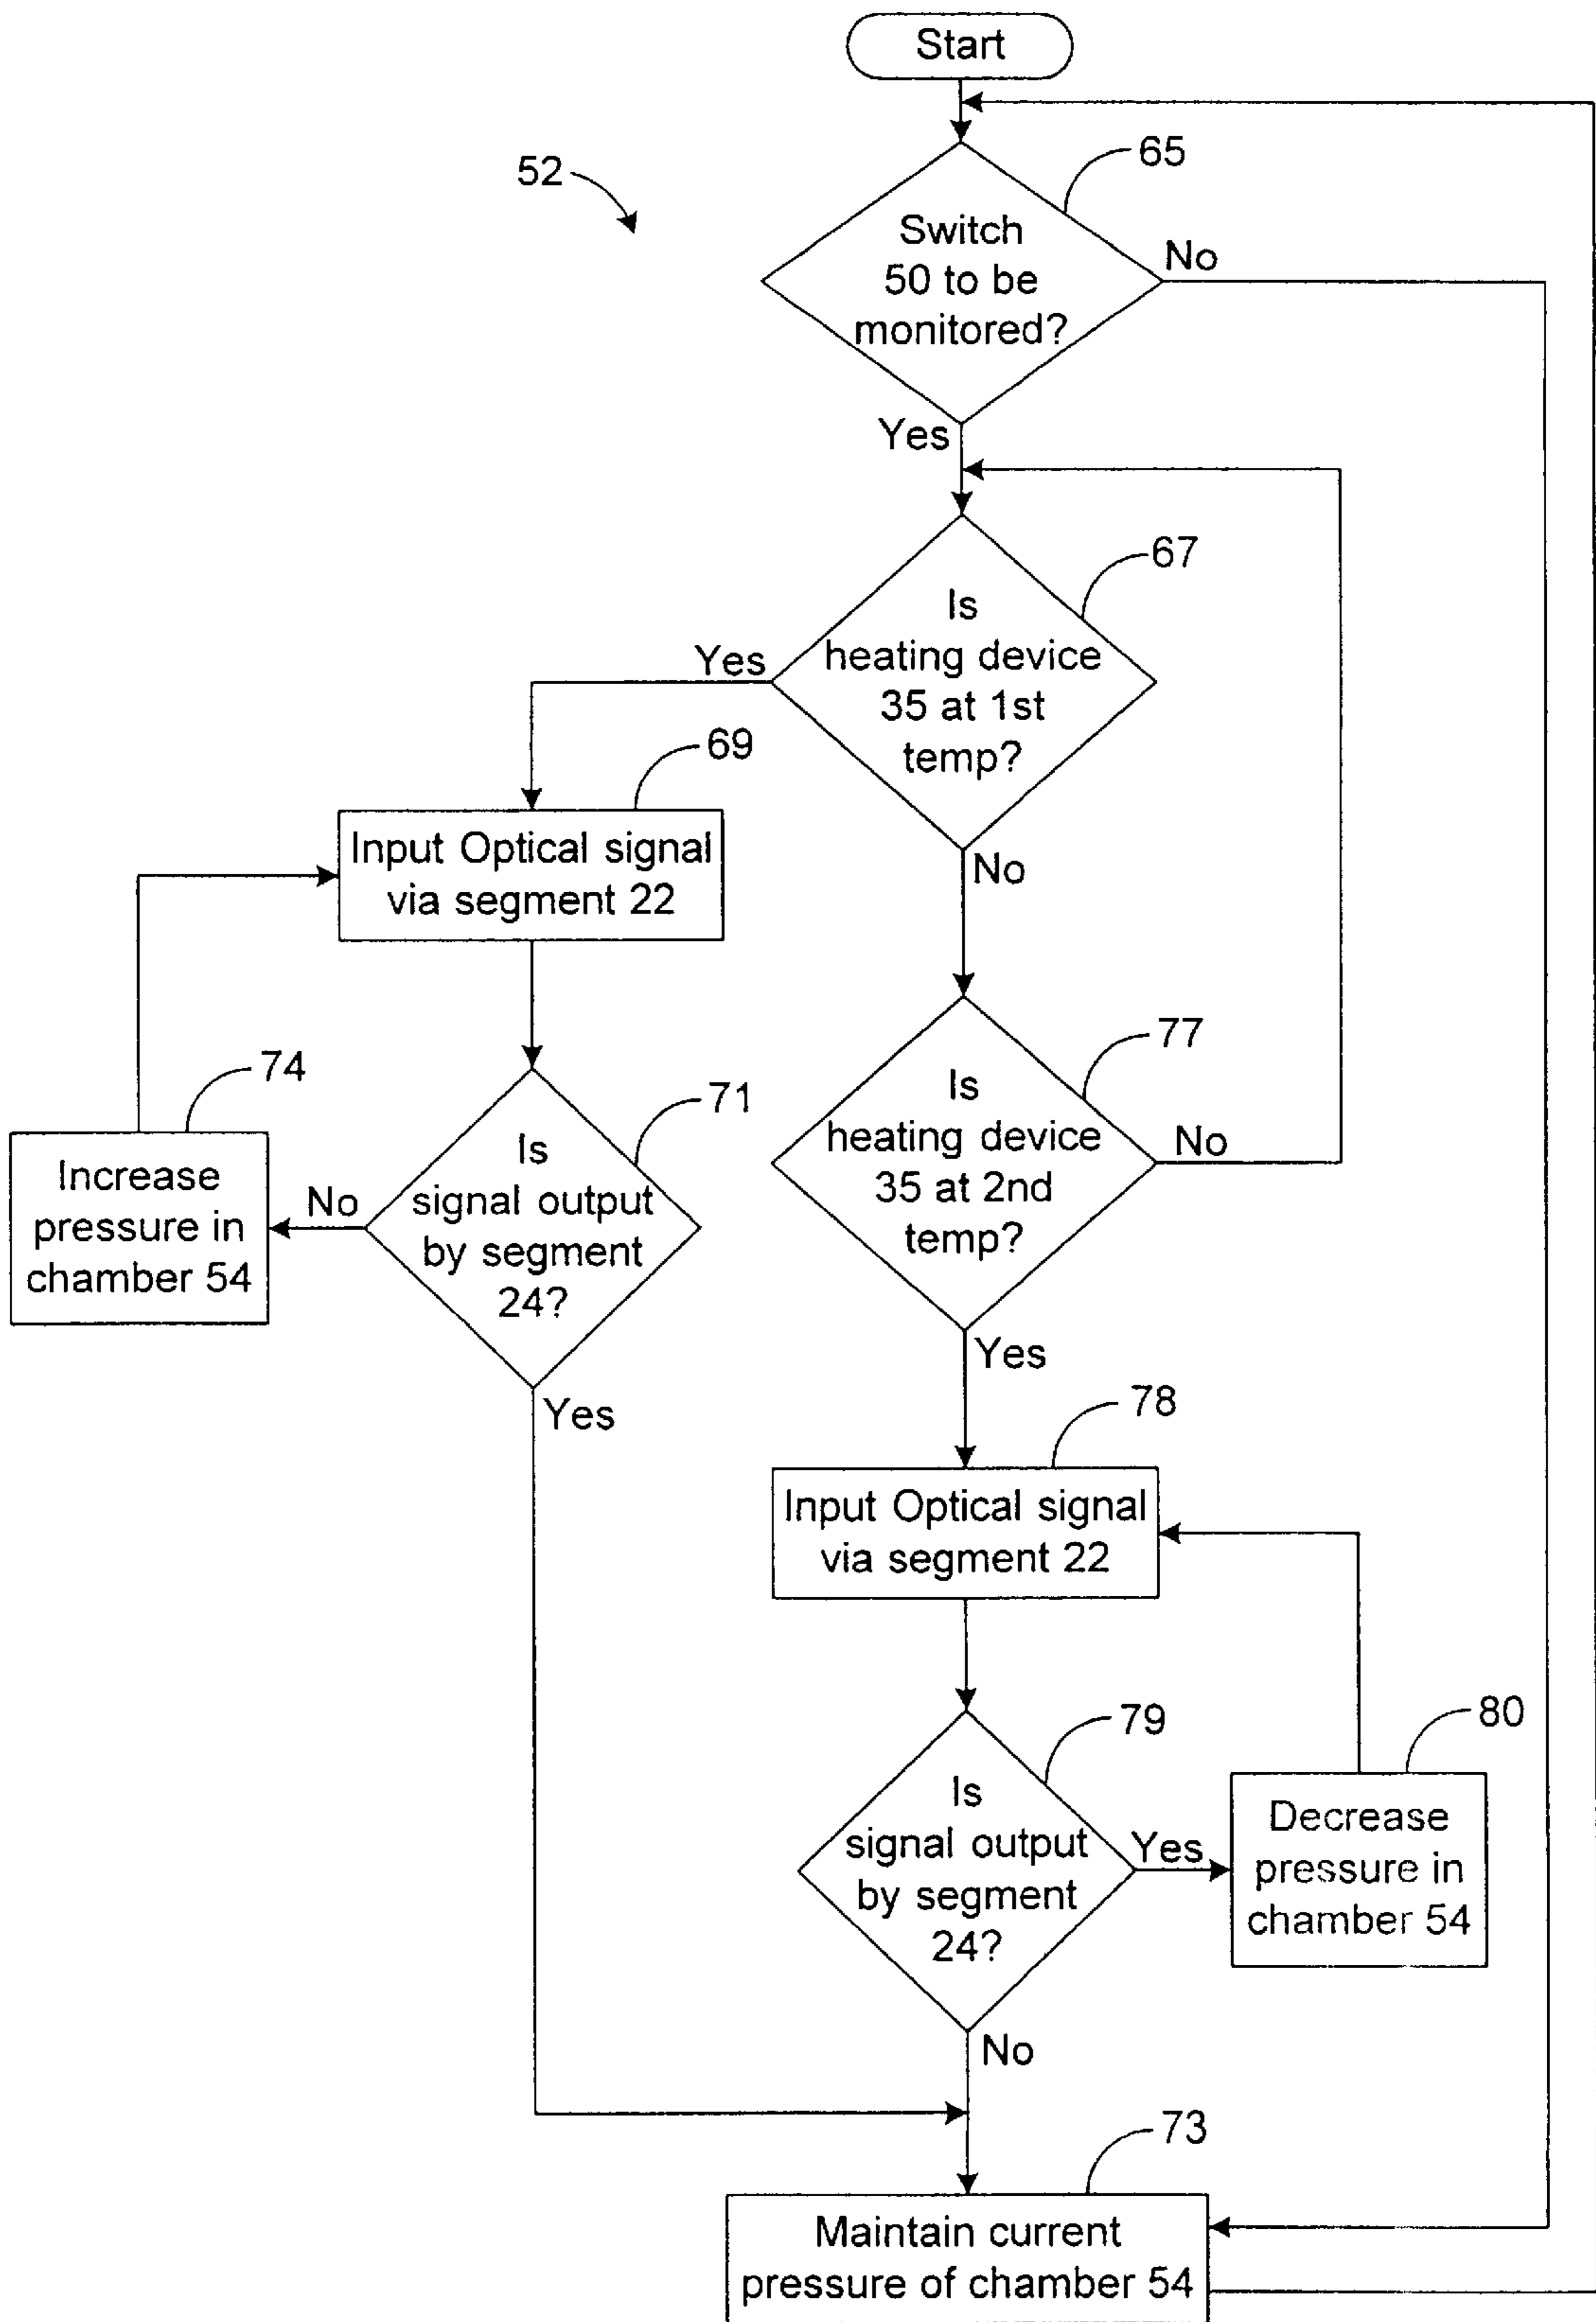 Start
52
65
Switch
50 to be
monitored?
No
Yes
67
Is
heating device
35 at 1st
temp?
Yes
No
69
Input Optical signal
via segment 22
74
Increase
pressure in
chamber 54
71
Is
signal output
by segment
24?
No
Yes
77
Is
heating device
35 at 2nd
temp?
No
Yes
78
Input Optical signal
via segment 22
79
Is
signal output
by segment
24?
Yes
No
80
Decrease
pressure in
chamber 54
73
Maintain current
pressure of chamber 54